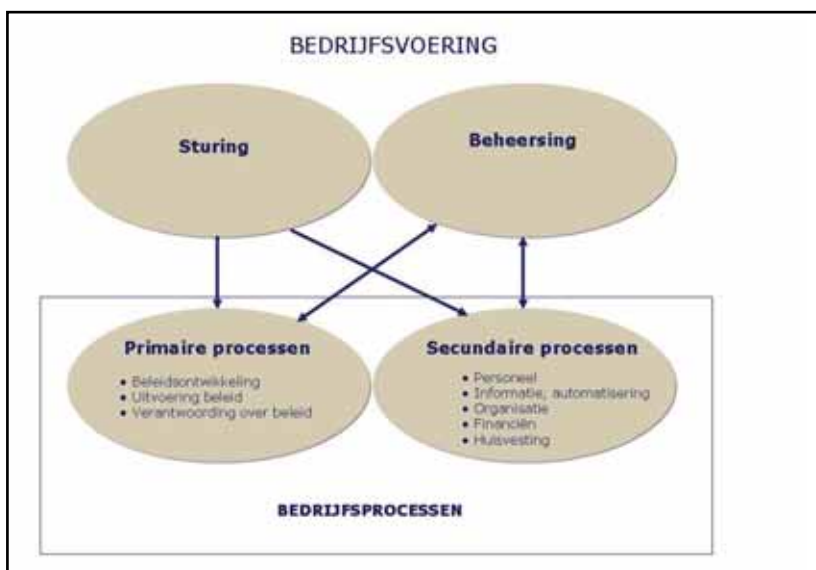 BEDRIJFSVOERING
Sturing
Beheersing
Primaire processen
• Beleidsontwikkeling
• Uitvoering beleid
• Verantwoording over beleid
Secundaire processen
• Personeel
• Informatie, automatisering
• Organisatie
• Financiën
• Huisvesting
BEDRIJFSPROCESSEN